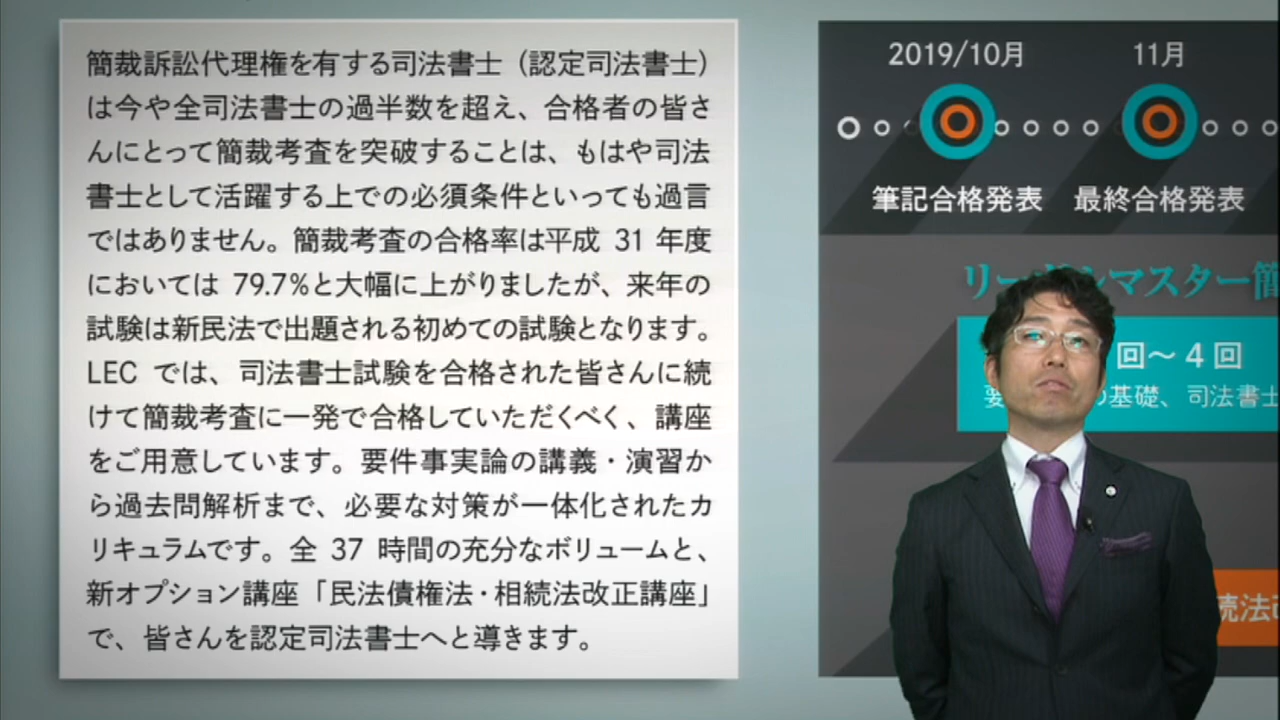 簡裁訴訟代理権を有する司法書士（認定司法書士）
は今や全司法書士の過半数を超え、合格者の皆さ
んにとって簡裁考査を突破することは、もはや司法
書士として活躍する上での必須条件といっても過言
ではありません。簡裁考査の合格率は平成 31 年度
においては 79.7%と大幅に上がりましたが、来年の
試験は新民法で出題される初めての試験となります。
LEC では、司法書士試験を合格された皆さんに続
けて簡裁考査に一発で合格していただくべく、講座
をご用意しています。要件事実論の講義・演習か
ら過去問解析まで、必要な対策が一体化されたカ
リキュラムです。全 37 時間の充分なボリュームと、
新オプション講座「民法債権法・相続法改正講座」
で、皆さんを認定司法書士へと導きます。
2019/10月 11月
筆記合格発表 最終合格発表
マスター簡
回～4回
の基礎、司法書士
続法改